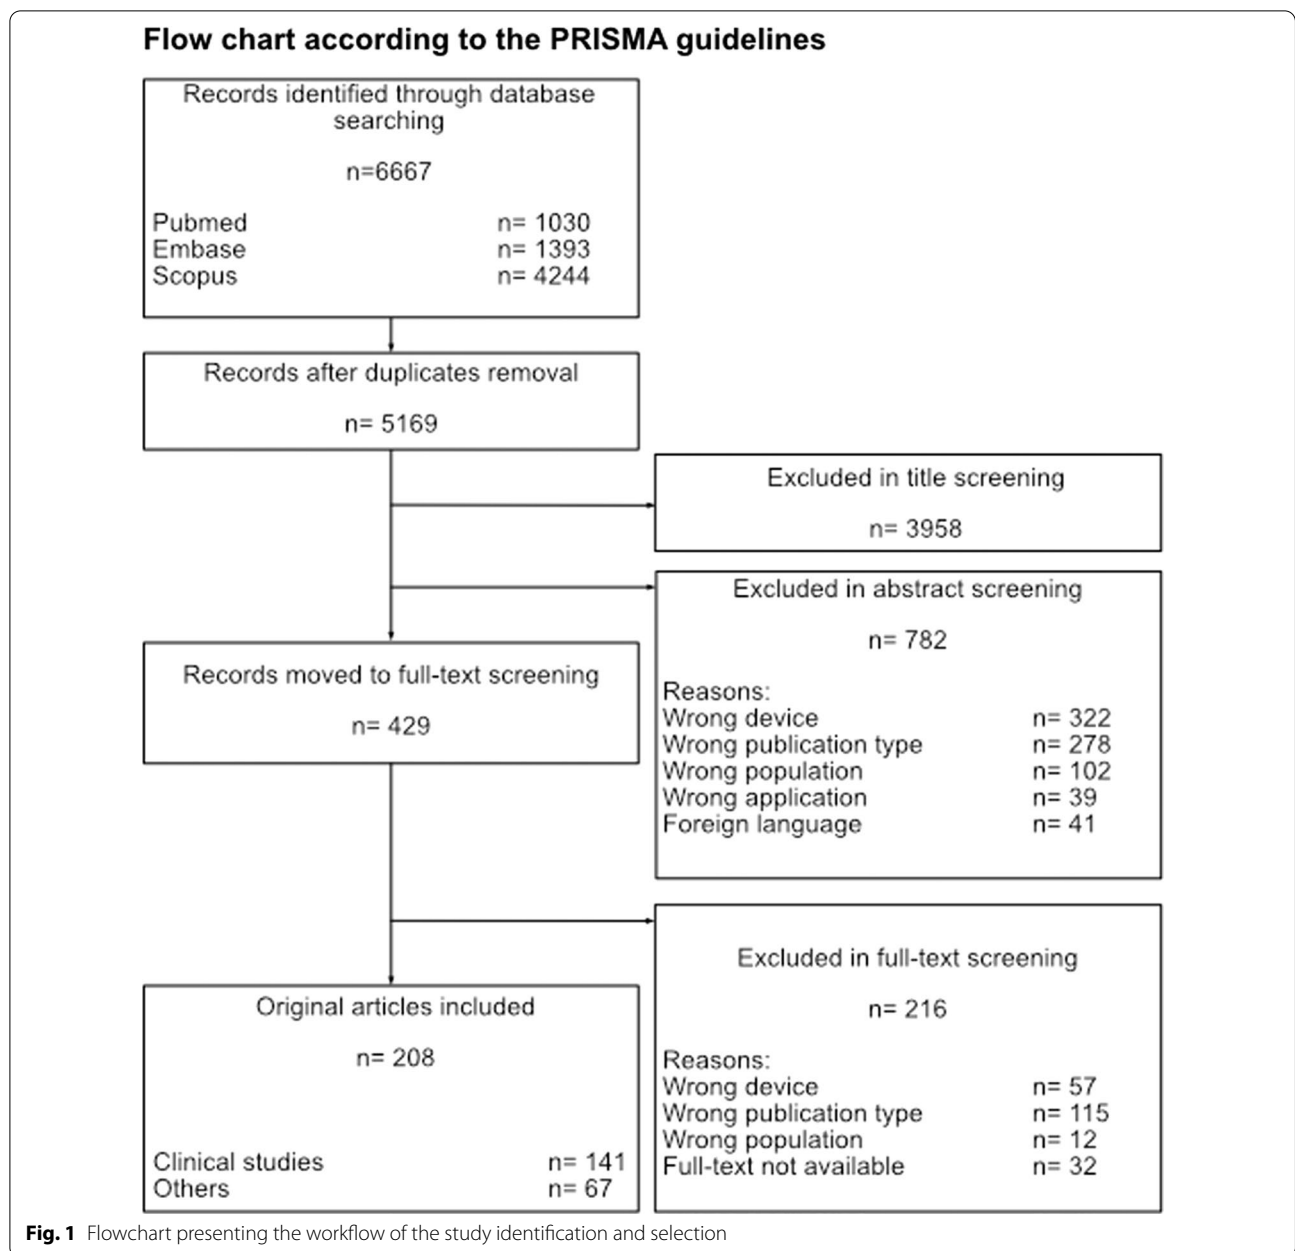 Flow chart according to the PRISMA guidelines
Records identified through database
searching
n=6667
Pubmed n= 1030
Embase n= 1393
Scopus n= 4244
Records after duplicates removal
n= 5169
Excluded in title screening
n= 3958
Excluded in abstract screening
n= 782
Reasons:
Wrong device n= 322
Wrong publication type n= 278
Wrong population n= 102
Wrong application n= 39
Foreign language n= 41
Records moved to full-text screening
n= 429
Excluded in full-text screening
n= 216
Reasons:
Wrong device n= 57
Wrong publication type n= 115
Wrong population n= 12
Full-text not available n= 32
Original articles included
n= 208
Clinical studies n= 141
Others n= 67
Fig. 1 Flowchart presenting the workflow of the study identification and selection